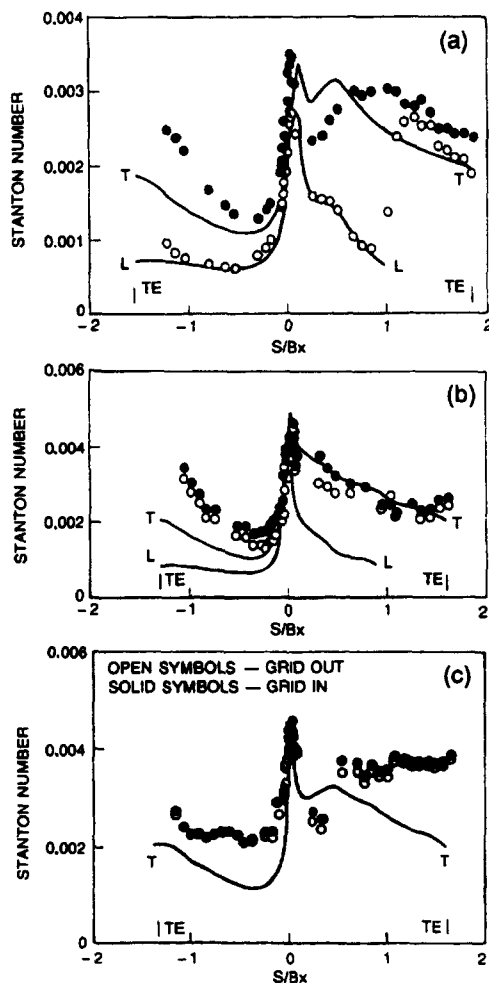 (a)
0.004
0.003
0.002
0.001
0
STANTON NUMBER
T
L
TE
T
L
TE
-2
-1
0
1
2
S/Bx
(b)
0.006
0.004
0.002
0
STANTON NUMBER
T
L
TE
T
L
TE
-2
-1
0
1
2
S/Bx
(c)
0.006
0.004
0.002
0
STANTON NUMBER
OPEN SYMBOLS — GRID OUT
SOLID SYMBOLS — GRID IN
T
TE
T
TE
-2
-1
0
1
2
S/Bx